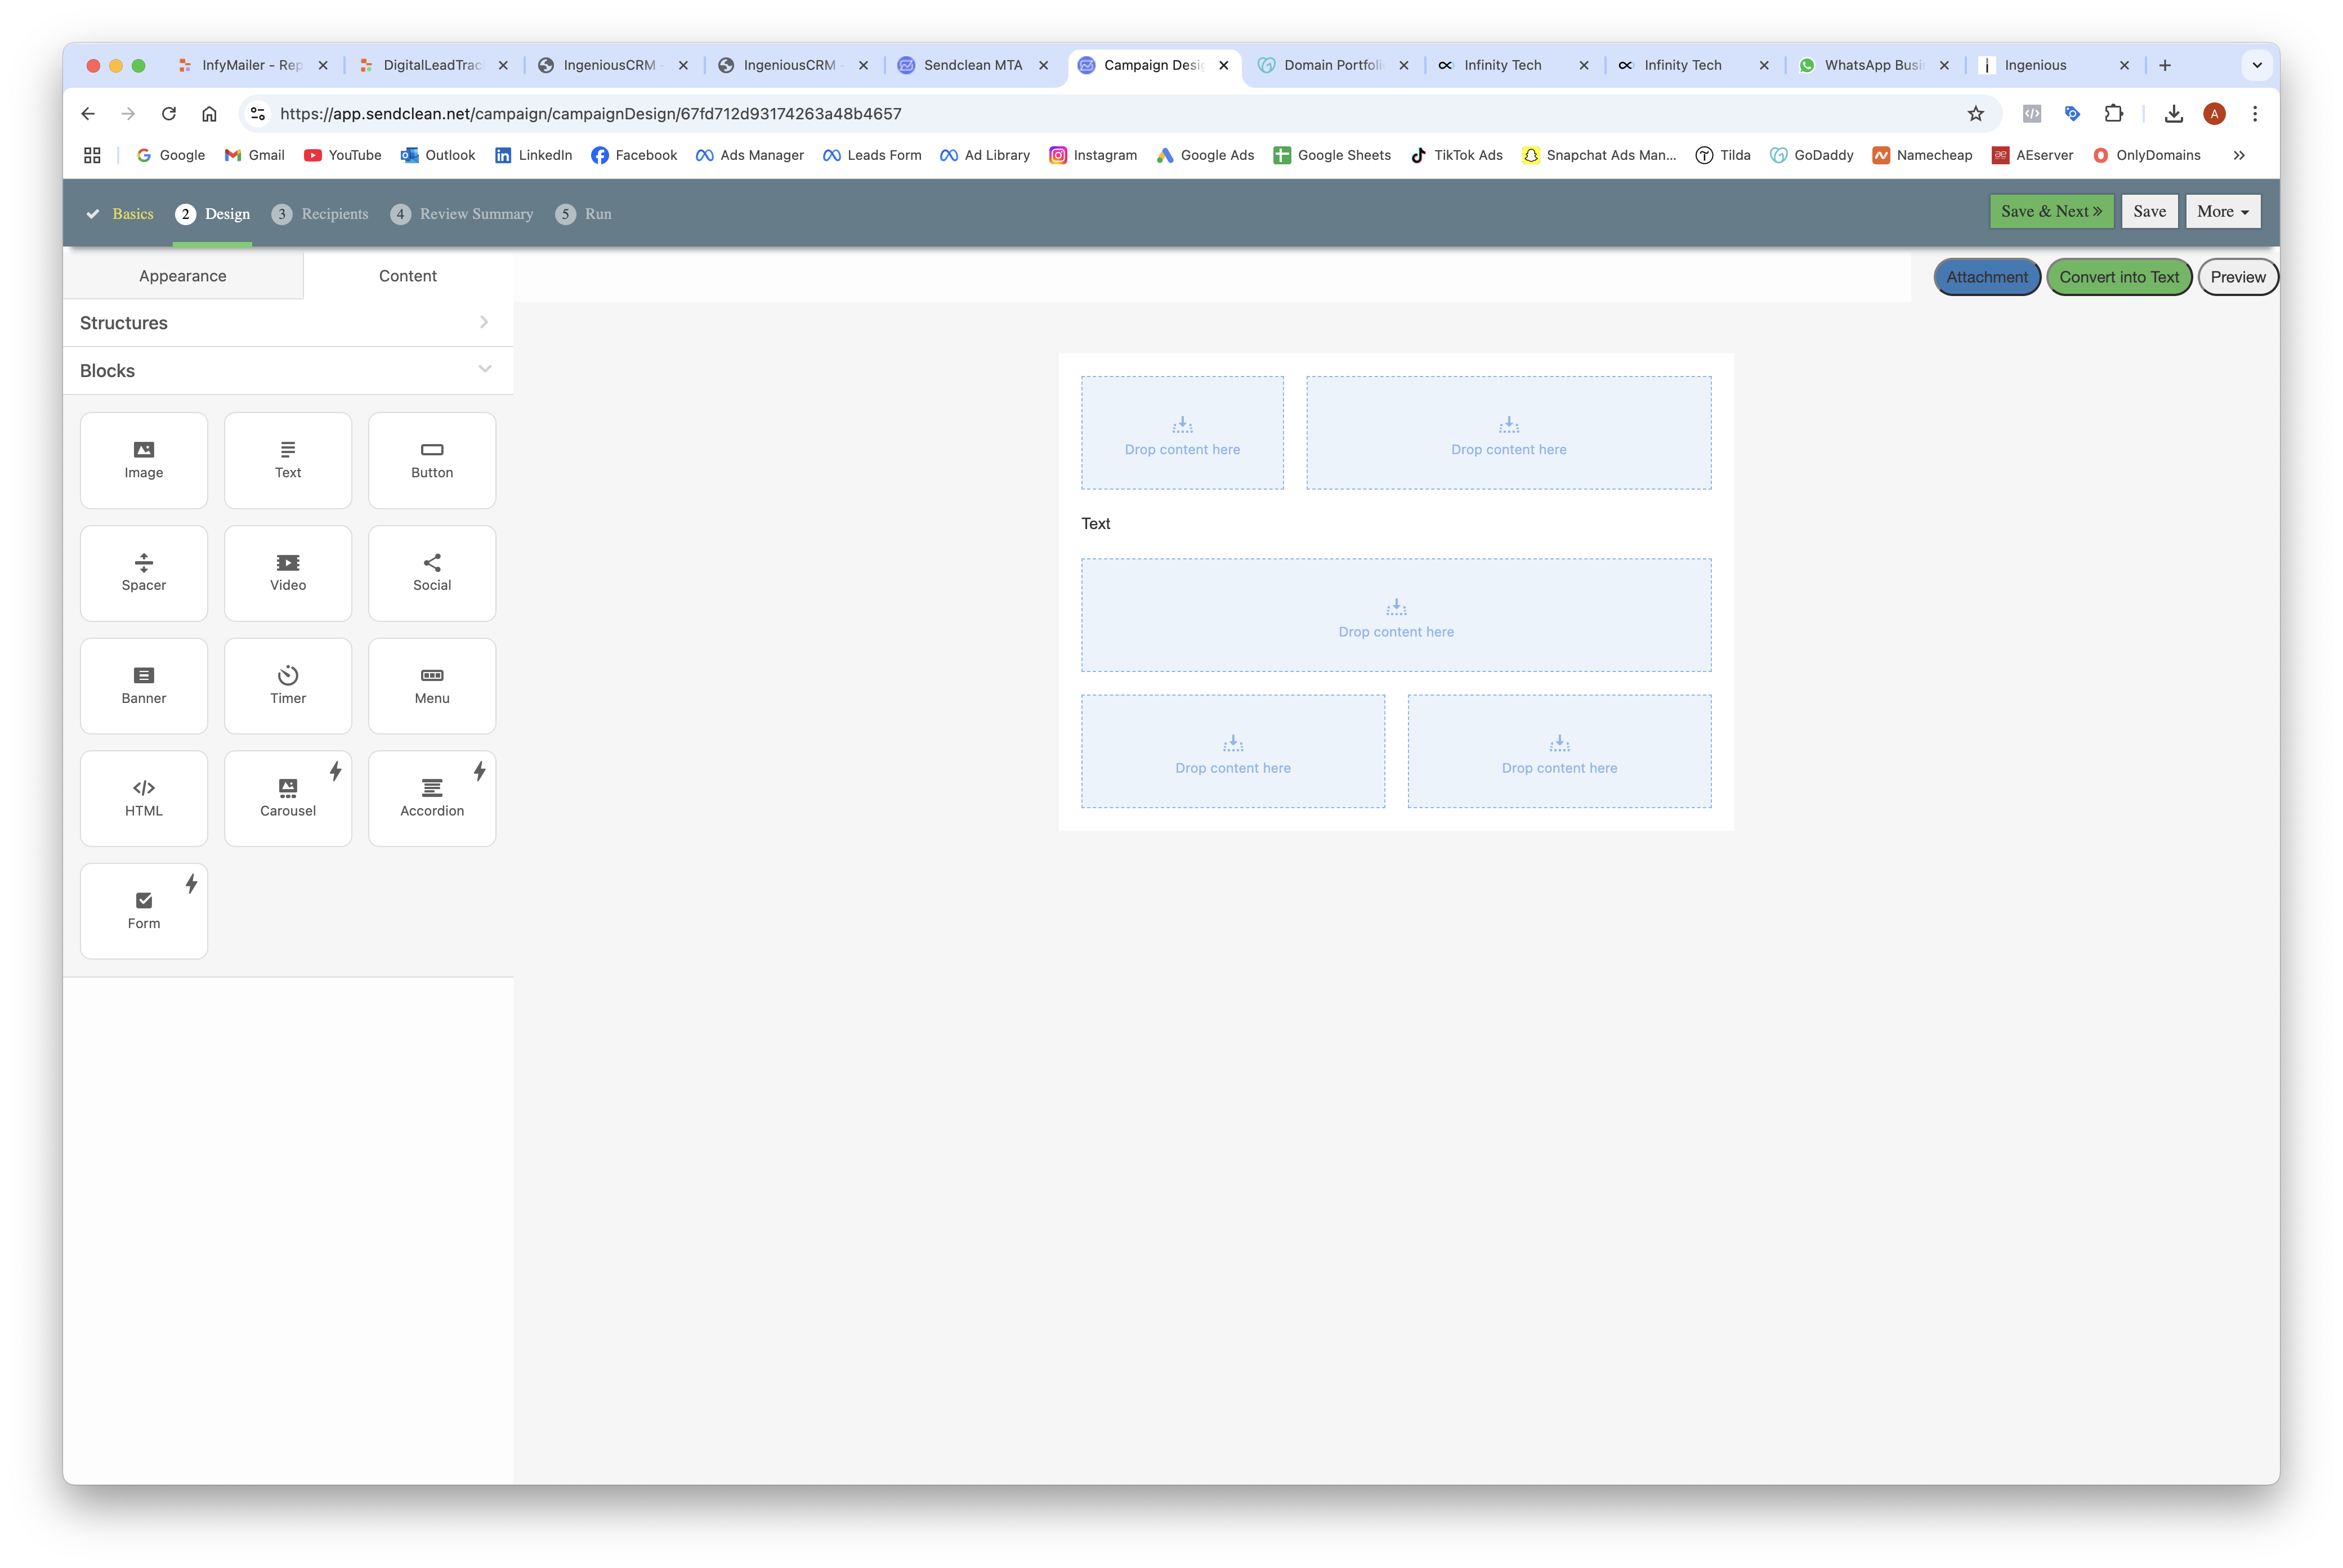 InfyMailer - Rep
DigitalLeadTrac
IngeniousCRM -
IngeniousCRM -
Sendclean MTA
Campaign Desi
Domain Portfoli
Infinity Tech
Infinity Tech
WhatsApp Busi
Ingenious
https://app.sendclean.net/campaign/campaignDesign/67fd712d93174263a48b4657
A
Google
Gmail
YouTube
Outlook
LinkedIn
Facebook
Ads Manager
Leads Form
Ad Library
Instagram
Google Ads
Google Sheets
TikTok Ads
Snapchat Ads Man...
Tilda
GoDaddy
Namecheap
AEserver
OnlyDomains
Basics
2 Design
3 Recipients
4 Review Summary
5 Run
Save & Next »
Save
More
Appearance
Content
Attachment
Convert into Text
Preview
Structures
Blocks
Image
Text
Button
Spacer
Video
Social
Banner
Timer
Menu
HTML
Carousel
Accordion
Form
Drop content here
Drop content here
Text
Drop content here
Drop content here
Drop content here